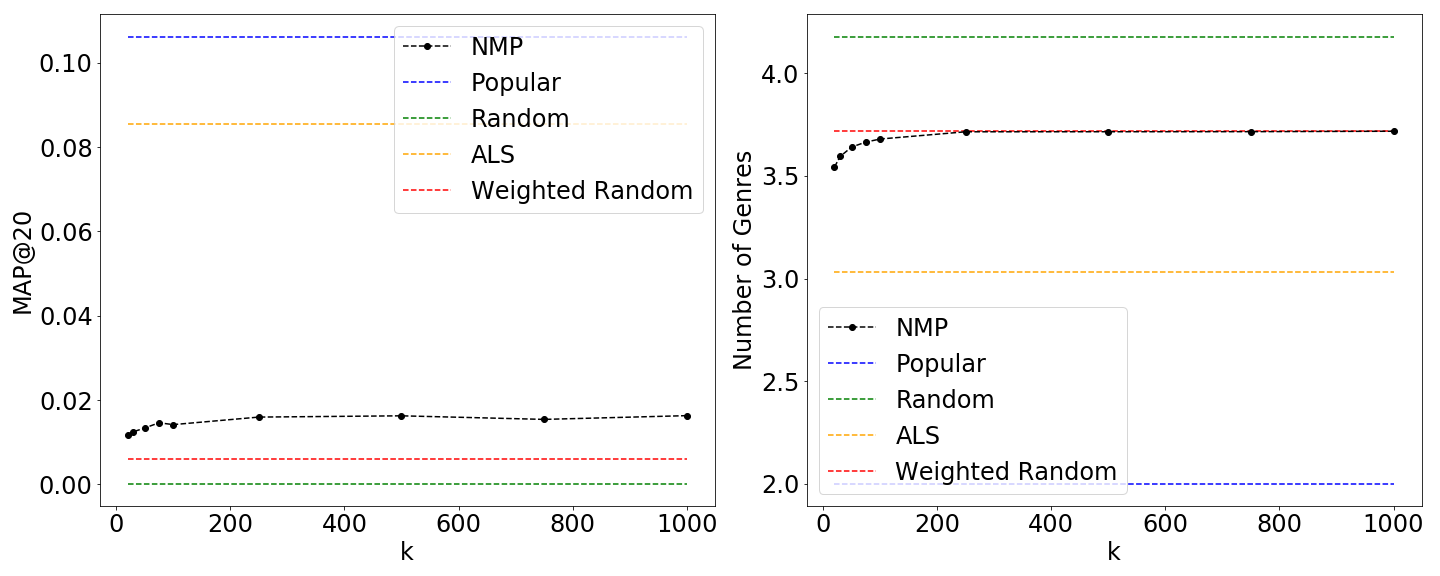 MAP@20
0.10
0.08
0.06
0.04
0.02
0.00
NMP
Popular
Random
ALS
Weighted Random
0
200
400
600
800
1000
k
Number of Genres
4.0
3.5
3.0
2.5
2.0
NMP
Popular
Random
ALS
Weighted Random
0
200
400
600
800
1000
k